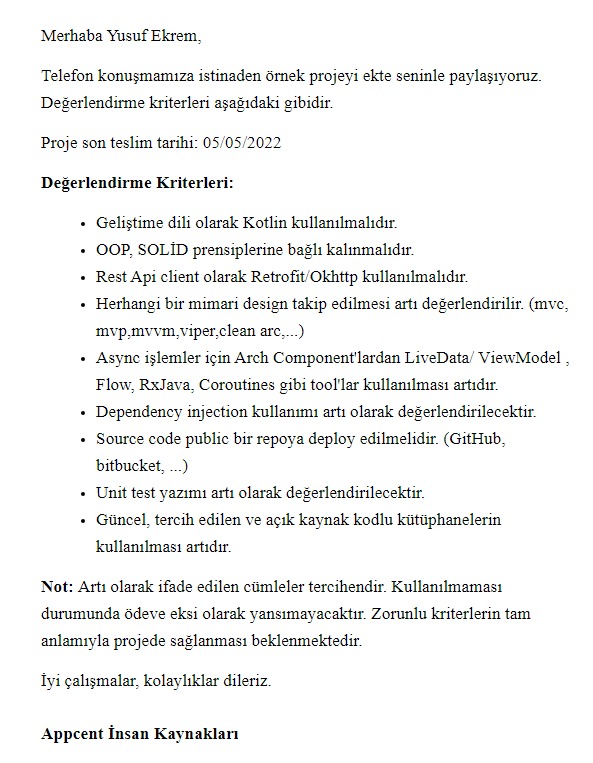 Merhaba Yusuf Ekrem,
Telefon konuşmamıza istinaden örnek projeyi ekte seninle paylaşıyoruz.
Değerlendirme kriterleri aşağıdaki gibidir.
Proje son teslim tarihi: 05/05/2022
Değerlendirme Kriterleri:
• Geliştime dili olarak Kotlin kullanılmalıdır.
• OOP, SOLİD prensiplerine bağlı kalınmalıdır.
• Rest Api client olarak Retrofit/Okhttp kullanılmalıdır.
• Herhangi bir mimari design takip edilmesi artı değerlendirilir. (mvc,
mvp,mvvm,viper,clean arc,...)
• Async işlemler için Arch Component'lardan LiveData/ ViewModel ,
Flow, RxJava, Coroutines gibi tool'lar kullanılması artıdır.
• Dependency injection kullanımı artı olarak değerlendirilecektir.
• Source code public bir repoya deploy edilmelidir. (GitHub,
bitbucket, ...)
• Unit test yazımı artı olarak değerlendirilecektir.
• Güncel, tercih edilen ve açık kaynak kodlu kütüphanelerin
kullanılması artıdır.
Not: Artı olarak ifade edilen cümleler tercihendir. Kullanılmaması
durumunda ödeve eksi olarak yansımayacaktır. Zorunlu kriterlerin tam
anlamıyla projede sağlanması beklenmektedir.
İyi çalışmalar, kolaylıklar dileriz.
Appcent İnsan Kaynakları